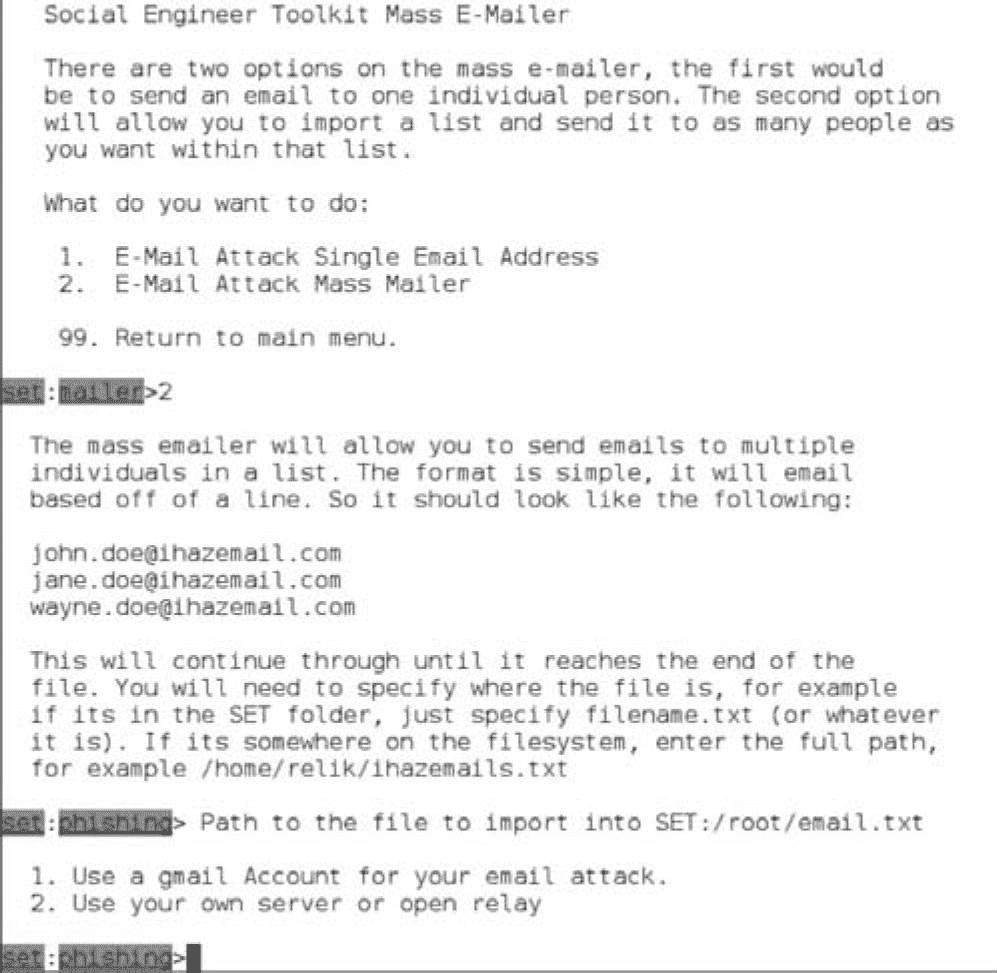 Social Engineer Toolkit Mass E-Mailer
There are two options on the mass e-mailer, the first would
be to send an email to one individual person. The second option
will allow you to import a list and send it to as many people as
you want within that list.
What do you want to do:
1. E-Mail Attack Single Email Address
2. E-Mail Attack Mass Mailer
99. Return to main menu.
set:mailer>2
The mass emailer will allow you to send emails to multiple
individuals in a list. The format is simple, it will email
based off of a line. So it should look like the following:
john.doe@ihazemail.com
jane.doe@ihazemail.com
wayne.doe@ihazemail.com
This will continue through until it reaches the end of the
file. You will need to specify where the file is, for example
if its in the SET folder, just specify filename.txt (or whatever
it is). If its somewhere on the filesystem, enter the full path,
for example /home/relik/ihazemails.txt
set:phishing> Path to the file to import into SET:/root/email.txt
1. Use a gmail Account for your email attack.
2. Use your own server or open relay
set:phishing>